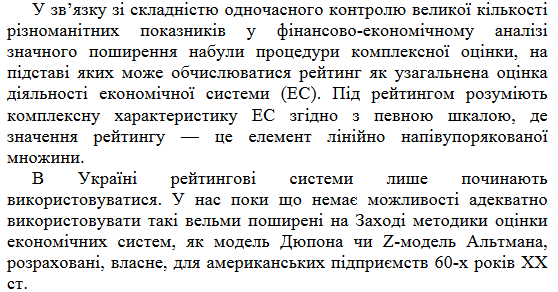 У зв’язку зі складністю одночасного контролю великої кількості
різноманітних показників у фінансово-економічному аналізі
значного поширення набули процедури комплексної оцінки, на
підставі яких може обчислюватися рейтинг як узагальнена оцінка
діяльності економічної системи (ЕС). Під рейтингом розуміють
комплексну характеристику ЕС згідно з певною шкалою, де
значення рейтингу — це елемент лінійно напівупорякованої
множини.
В Україні рейтингові системи лише починають
використовуватися. У нас поки що немає можливості адекватно
використовувати такі вельми поширені на Заході методики оцінки
економічних систем, як модель Дюпона чи Z-модель Альтмана,
розраховані, власне, для американських підприємств 60-х років XX
ст.